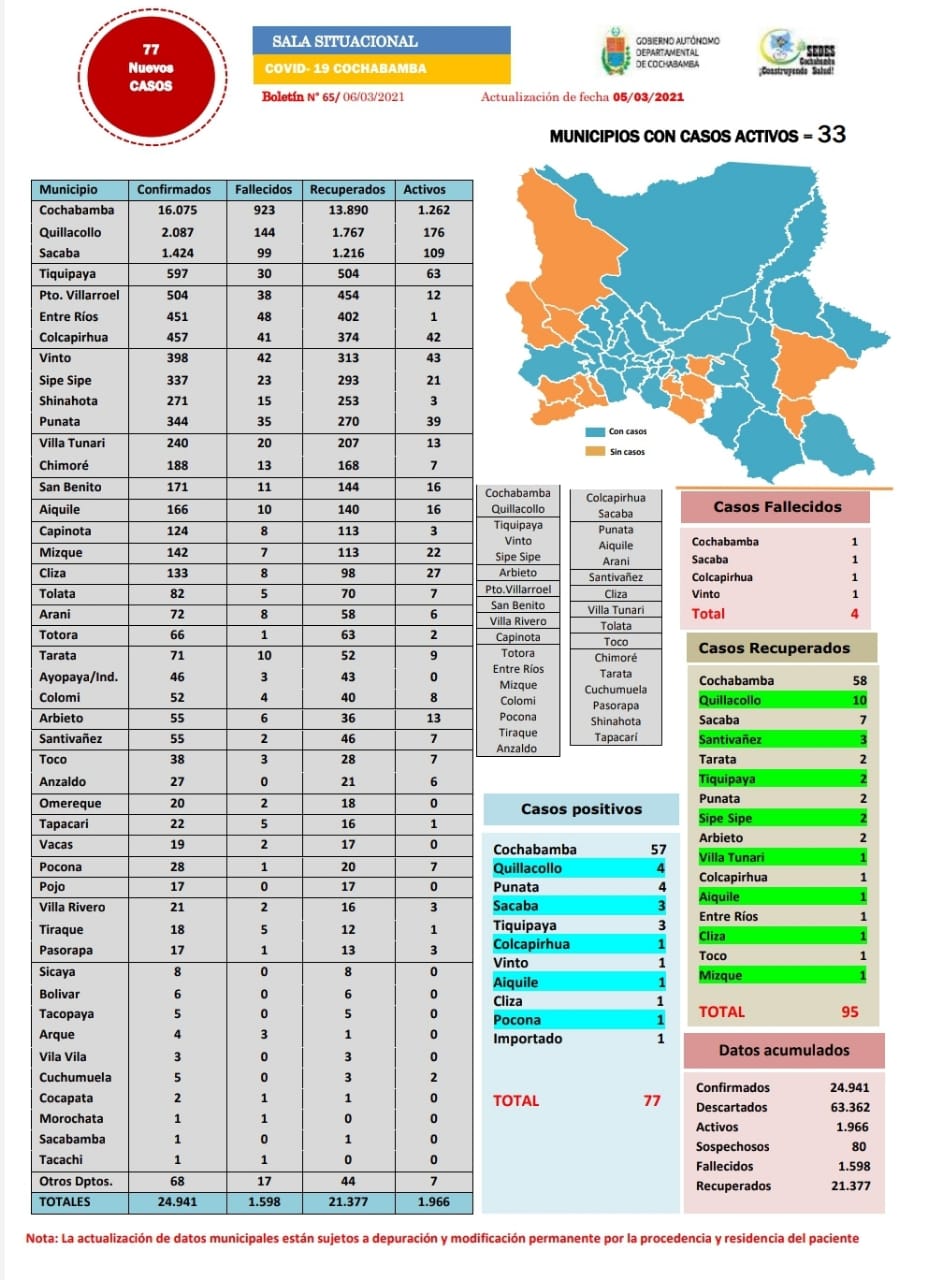 77
Nuevos
CASOS
SALA SITUACIONAL
COVID- 19 COCHABAMBA
Boletín N° 65/ 06/03/2021
GOBIERNO AUTÓNOMO
DEPARTAMENTAL
DE COCHABAMBA
SEDES
Cochabamba
¡Construyendo Salud!
Actualización de fecha 05/03/2021
MUNICIPIOS CON CASOS ACTIVOS = 33
Municipio Confirmados Fallecidos Recuperados Activos
Cochabamba 16.075 923 13.890 1.262
Quillacollo 2.087 144 1.767 176
Sacaba 1.424 99 1.216 109
Tiquipaya 597 30 504 63
Pto. Villarroel 504 38 454 12
Entre Ríos 451 48 402 1
Colcapirhua 457 41 374 42
Vinto 398 42 313 43
Sipe Sipe 337 23 293 21
Shinahota 271 15 253 3
Punata 344 35 270 39
Villa Tunari 240 20 207 13
Chimoré 188 13 168 7
San Benito 171 11 144 16
Aiquile 166 10 140 16
Capinota 124 8 113 3
Mizque 142 7 113 22
Cliza 133 8 98 27
Tolata 82 5 70 7
Arani 72 8 58 6
Totora 66 1 63 2
Tarata 71 10 52 9
Ayopaya/Ind. 46 3 43 0
Colomi 52 4 40 8
Arbieto 55 6 36 13
Santivañez 55 2 46 7
Toco 38 3 28 7
Anzaldo 27 0 21 6
Omereque 20 2 18 0
Tapacari 22 5 16 1
Vacas 19 2 17 0
Pocona 28 1 20 7
Pojo 17 0 17 0
Villa Rivero 21 2 16 3
Tiraque 18 5 12 1
Pasorapa 17 1 13 3
Sicaya 8 0 8 0
Bolivar 6 0 6 0
Tacopaya 5 0 5 0
Arque 4 3 1 0
Vila Vila 3 0 3 0
Cuchumuela 5 0 3 2
Cocapata 2 1 1 0
Morochata 1 1 0 0
Sacabamba 1 0 1 0
Tacachi 1 1 0 0
Otros Dptos. 68 17 44 7
TOTALES 24.941 1.598 21.377 1.966
Con casos
Sin casos
Cochabamba
Quillacollo
Tiquipaya
Vinto
Sipe Sipe
Arbieto
Pto.Villarroel
San Benito
Villa Rivero
Capinota
Totora
Entre Ríos
Mizque
Colomi
Pocona
Tiraque
Anzaldo
Colcapirhua
Sacaba
Punata
Aiquile
Arani
Santivañez
Cliza
Villa Tunari
Tolata
Toco
Chimoré
Tarata
Cuchumuela
Pasorapa
Shinahota
Tapacarí
Casos Fallecidos
Cochabamba 1
Sacaba 1
Colcapirhua 1
Vinto 1
Total 4
Casos Recuperados
Cochabamba 58
Quillacollo 10
Sacaba 7
Santivañez 3
Tarata 2
Tiquipaya 2
Punata 2
Sipe Sipe 2
Arbieto 2
Villa Tunari 1
Colcapirhua 1
Aiquile 1
Entre Ríos 1
Cliza 1
Toco 1
Mizque 1
TOTAL 95
Casos positivos
Cochabamba 57
Quillacollo 4
Punata 4
Sacaba 3
Tiquipaya 3
Colcapirhua 1
Vinto 1
Aiquile 1
Cliza 1
Pocona 1
Importado 1
TOTAL 77
Datos acumulados
Confirmados 24.941
Descartados 63.362
Activos 1.966
Sospechosos 80
Fallecidos 1.598
Recuperados 21.377
Nota: La actualización de datos municipales están sujetos a depuración y modificación permanente por la procedencia y residencia del paciente